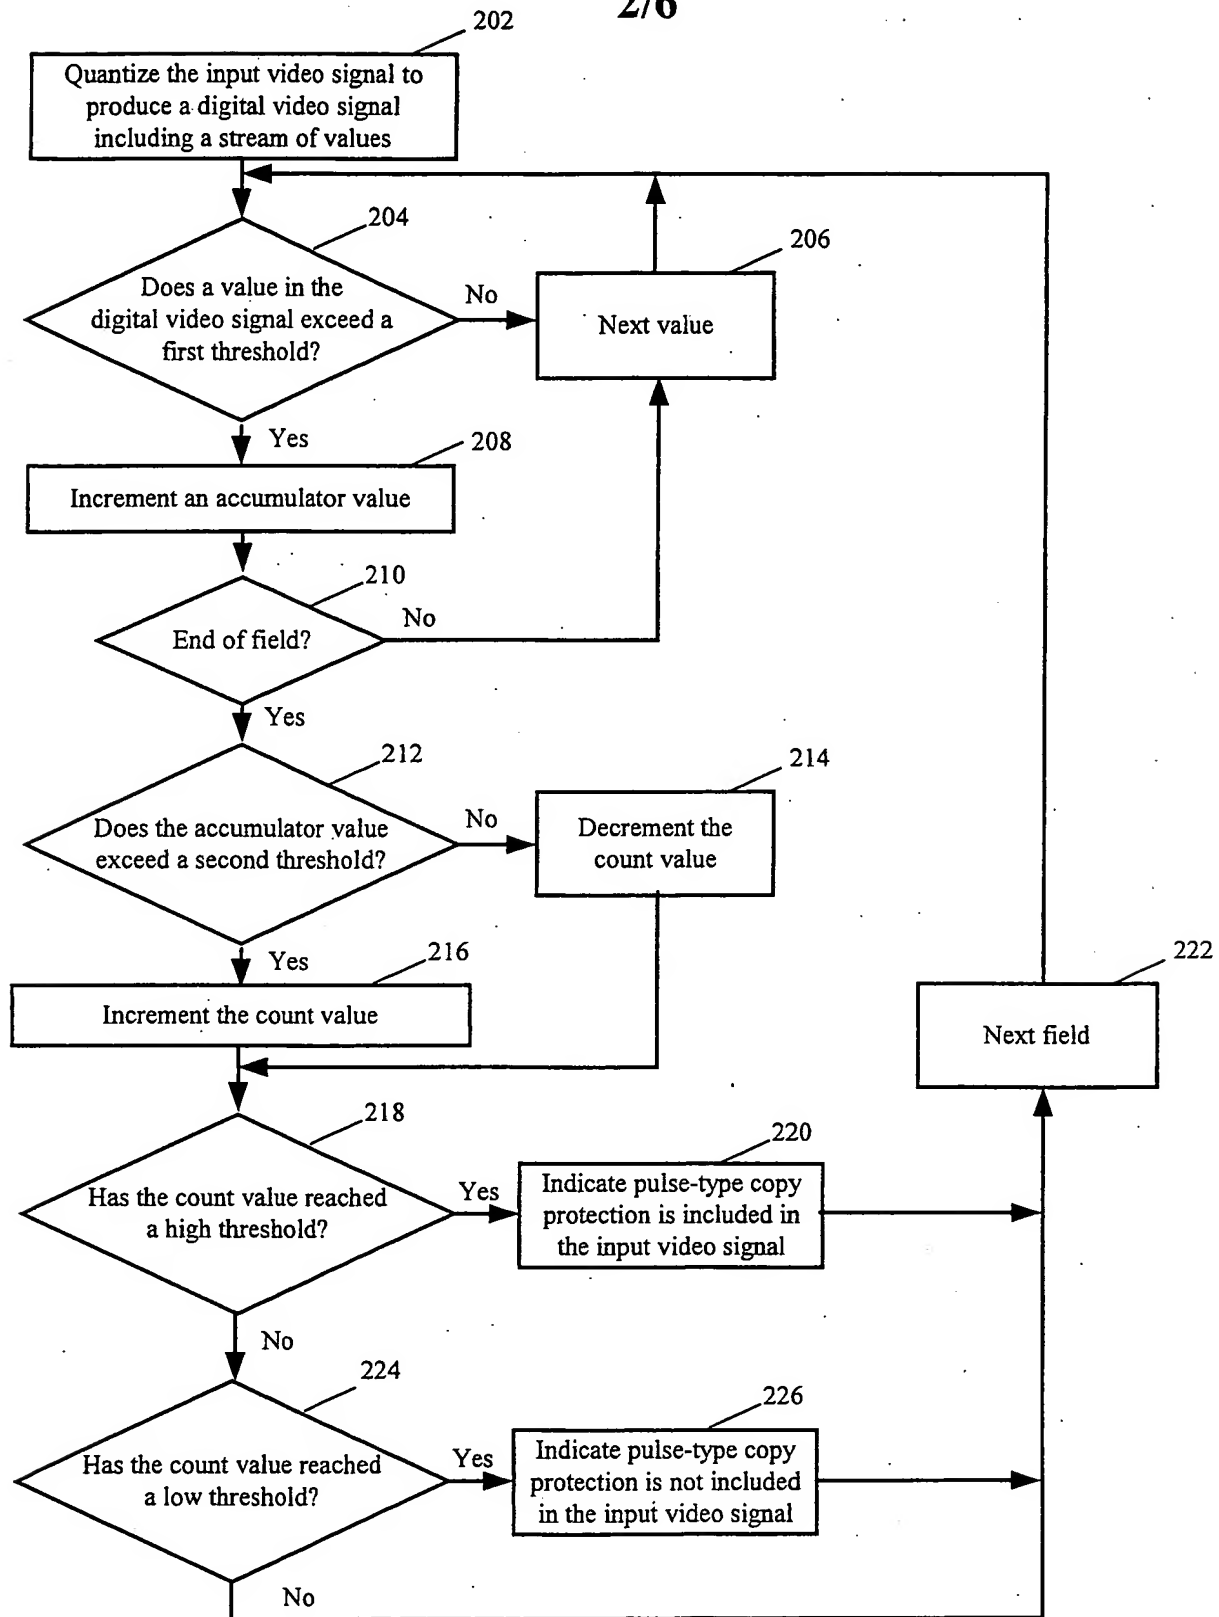 2/6
202
Quantize the input video signal to
produce a digital video signal
including a stream of values
204
Does a value in the
digital video signal exceed a
first threshold?
No
206
Next value
Yes
208
Increment an accumulator value
210
End of field?
No
Yes
212
Does the accumulator value
exceed a second threshold?
No
214
Decrement the
count value
Yes
216
Increment the count value
222
Next field
218
Has the count value reached
a high threshold?
Yes
220
Indicate pulse-type copy
protection is included in
the input video signal
No
224
Has the count value reached
a low threshold?
Yes
226
Indicate pulse-type copy
protection is not included
in the input video signal
No